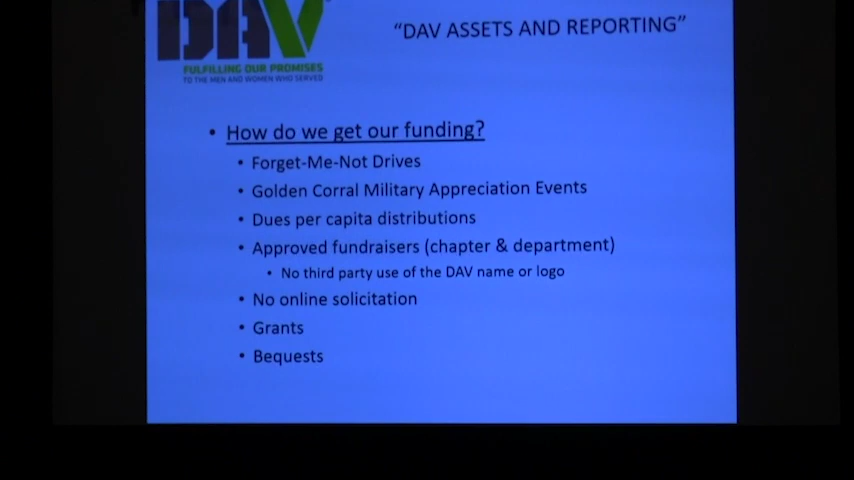 DAV
FULFILLING OUR PROMISES
TO THE MEN AND WOMEN WHO SERVED
“DAV ASSETS AND REPORTING”
• How do we get our funding?
• Forget-Me-Not Drives
• Golden Corral Military Appreciation Events
• Dues per capita distributions
• Approved fundraisers (chapter & department)
• No third party use of the DAV name or logo
• No online solicitation
• Grants
• Bequests